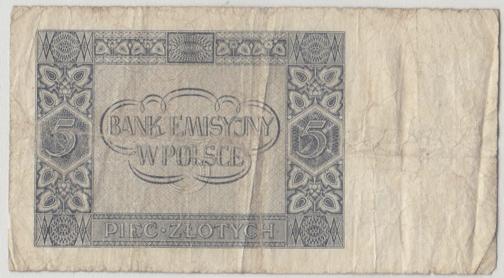 BANK EMISYJNY
W POLSCE
5 5
PIĘĆ·ZŁOTYCH